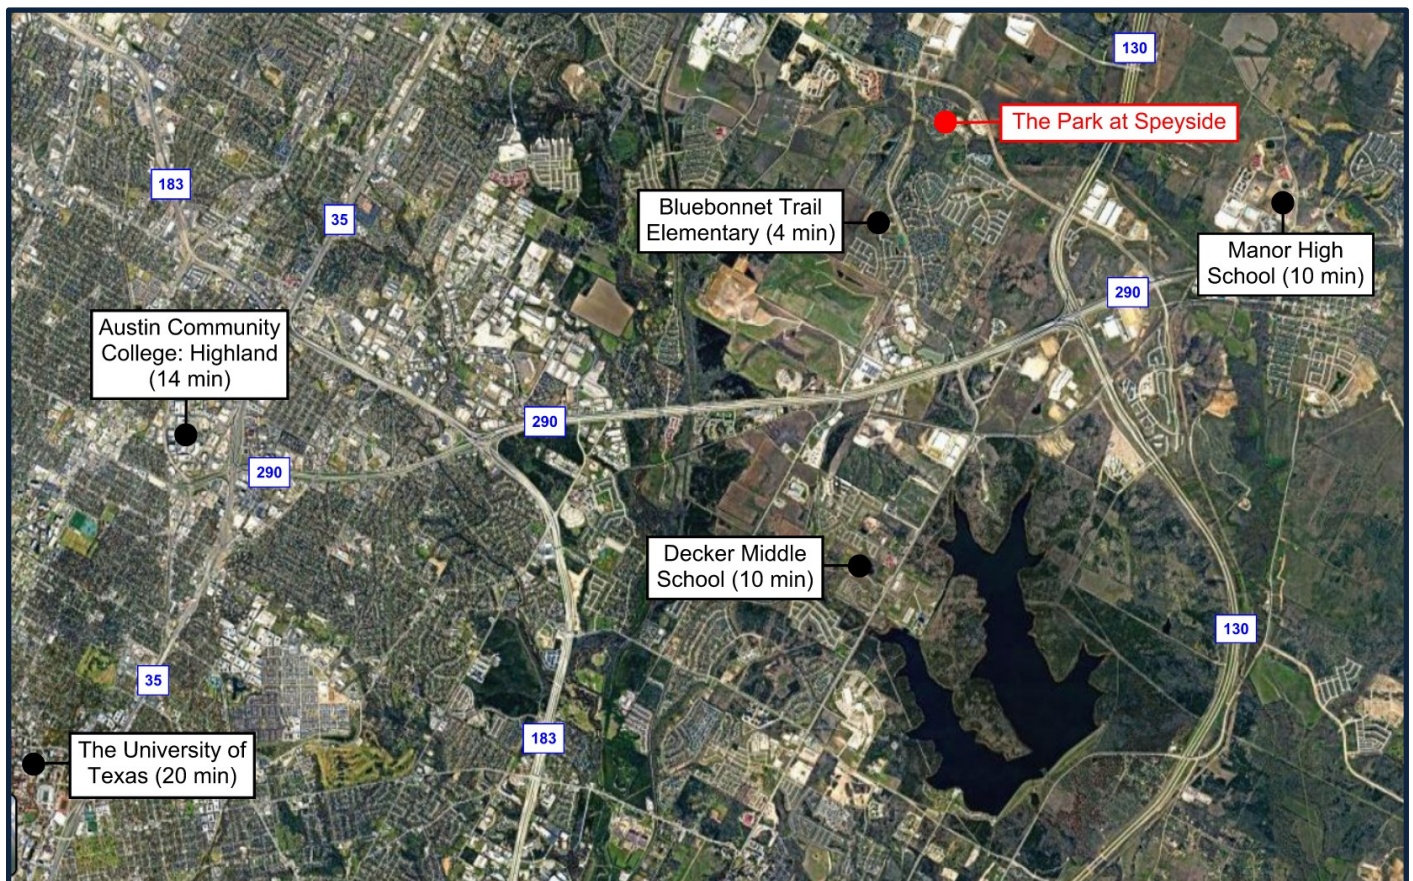 130
The Park at Speyside
183
35
Bluebonnet Trail
Elementary (4 min)
Manor High
School (10 min)
290
Austin Community
College: Highland
(14 min)
290
290
Decker Middle
School (10 min)
130
35
183
The University of
Texas (20 min)